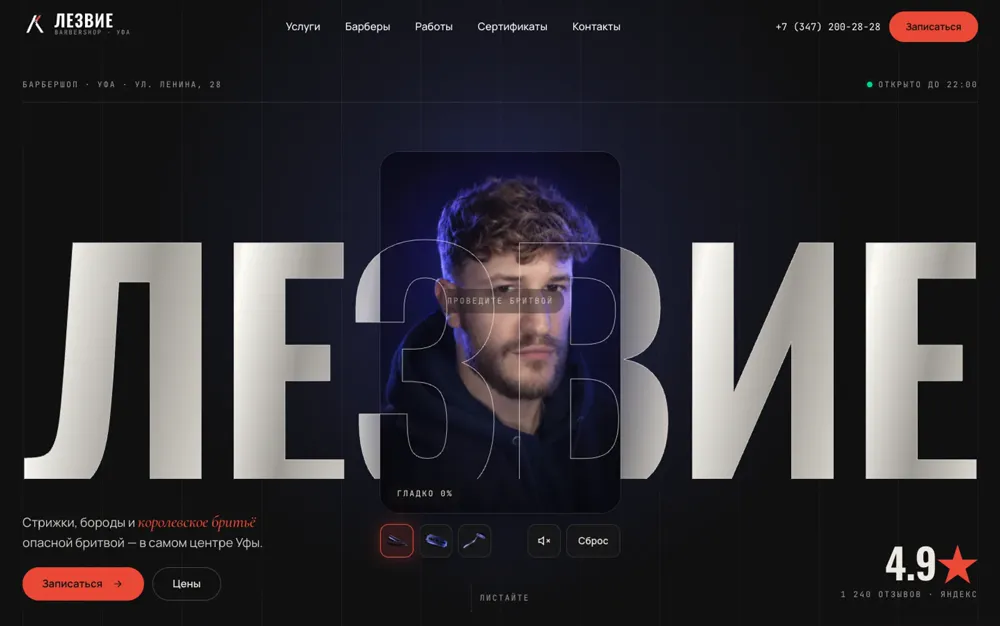 ЛЕЗВИЕ
BARBERSHOP · УФА
Услуги
Барберы
Работы
Сертификаты
Контакты
+7 (347) 200-28-28
Записаться
БАРБЕРШОП · УФА · УЛ. ЛЕНИНА, 28
ОТКРЫТО ДО 22:00
ЛЕЗВИЕ
ПРОВЕДИТЕ БРИТВОЙ
ГЛАДКО 0%
Стрижки, бороды и королевское бритьё
опасной бритвой — в самом центре Уфы.
Записаться →
Цены
Сброс
ЛИСТАЙТЕ
4.9★
1 240 ОТЗЫВОВ · ЯНДЕКС